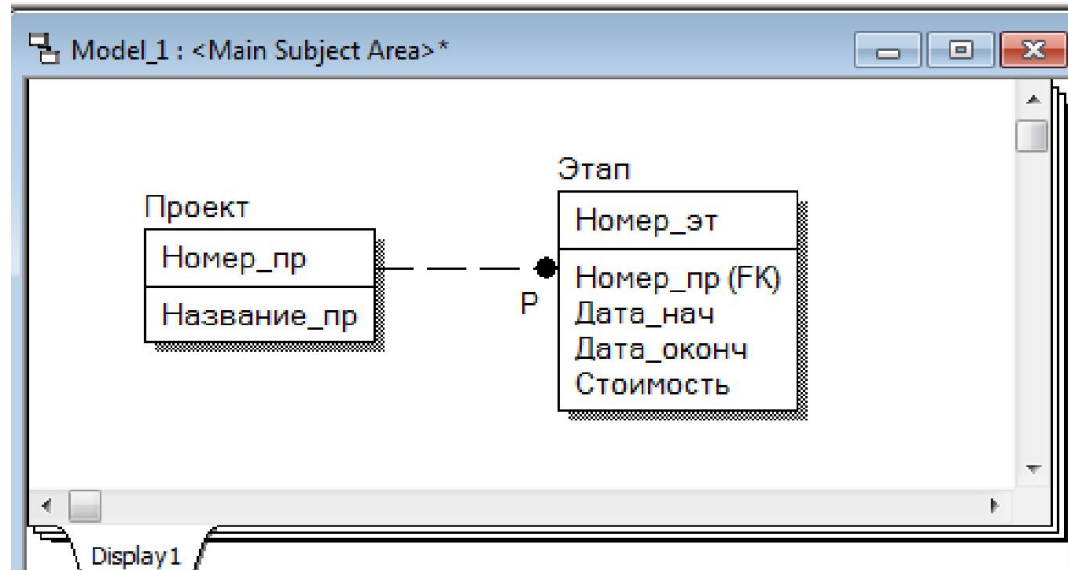 Model_1 : <Main Subject Area>*
Проект
Номер_пр
Название_пр
P
Этап
Номер_эт
Номер_пр (FK)
Дата_нач
Дата_оконч
Стоимость
Display1